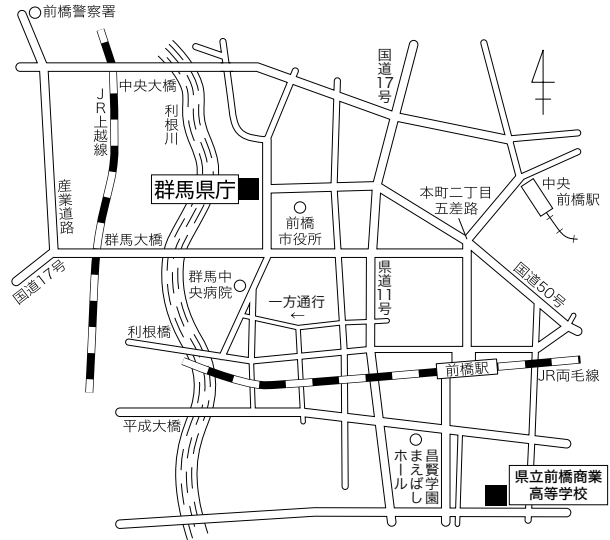 前橋警察署
国道17号
中央大橋
JR上越線
利根川
産業道路
群馬県庁
本町二丁目
五差路
中央
前橋駅
前橋
市役所
群馬大橋
国道17号
群馬中
央病院
一方通行
←
県道11号
国道50号
利根橋
前橋駅
JR両毛線
平成大橋
昌賢学園
まえばし
ホール
県立前橋商業
高等学校